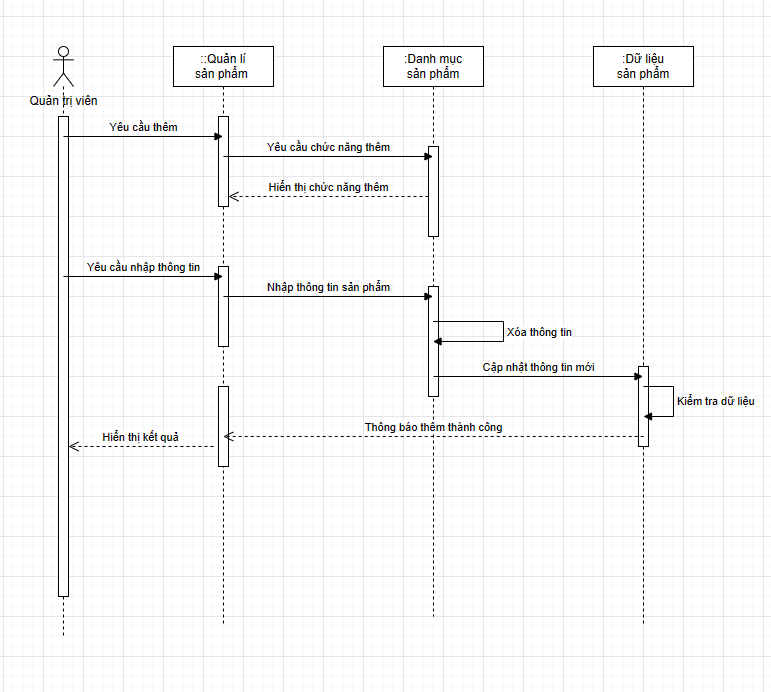 ::Quản lí
sản phẩm
:Danh mục
sản phẩm
:Dữ liệu
sản phẩm
Quản trị viên
Yêu cầu thêm
Yêu cầu chức năng thêm
Hiển thị chức năng thêm
Yêu cầu nhập thông tin
Nhập thông tin sản phẩm
Xóa thông tin
Cập nhật thông tin mới
Kiểm tra dữ liệu
Thông báo thêm thành công
Hiển thị kết quả